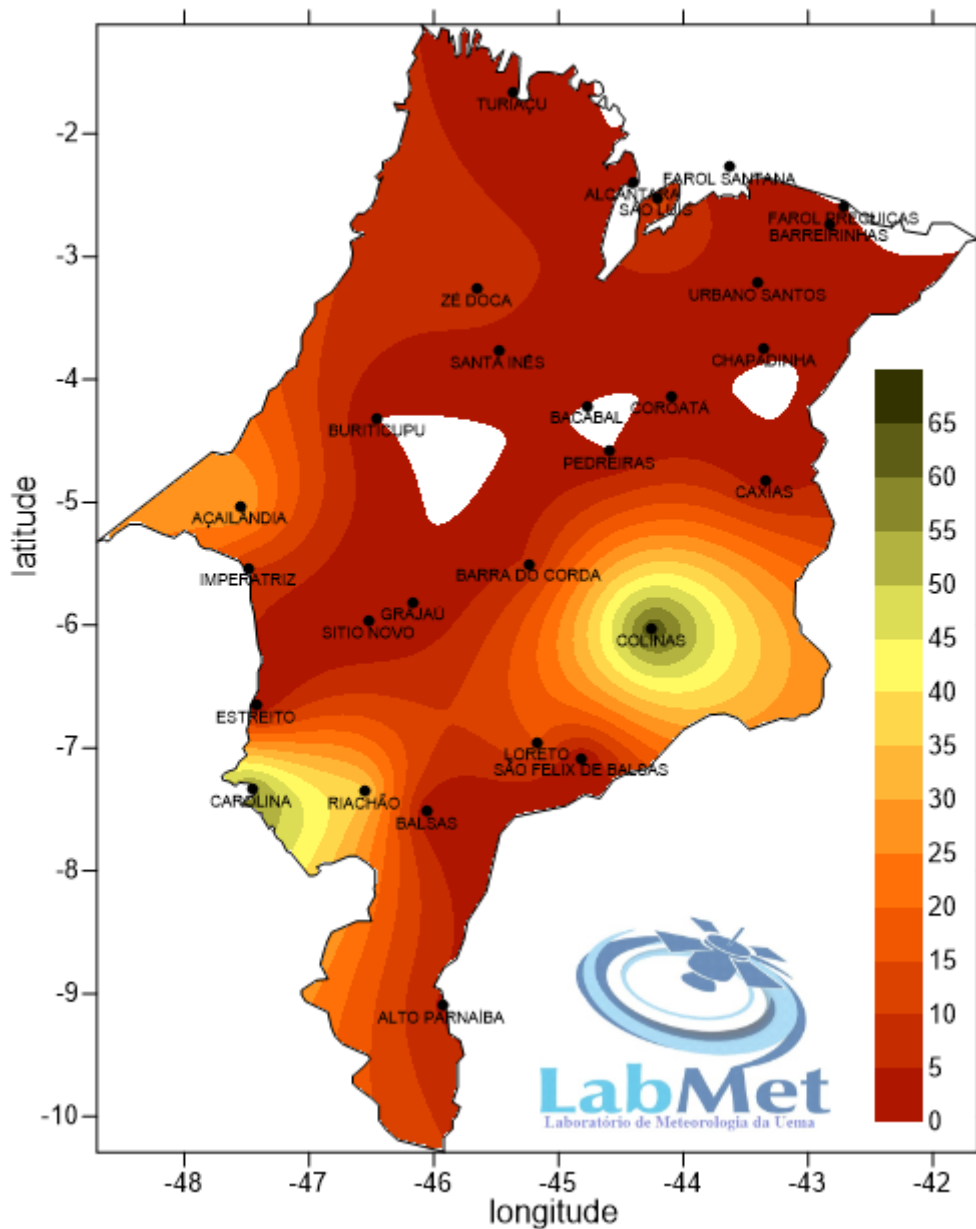 TURIAÇU
-2
FAROL SANTANA
ALCÂNTARA
SÃO LUÍS
FAROL PREGUIÇAS
BARREIRINHAS
-3
ZÉ DOCA
URBANO SANTOS
SANTA INÊS
CHAPADINHA
-4
BACABAL
COROATÁ
BURITICUPU
PEDREIRAS
65
CAXIAS
60
-5
AÇAILÂNDIA
55
latitude
BARRA DO CORDA
IMPERATRIZ
50
GRAJAÚ
SITIO NOVO
COLINAS
-6
45
40
ESTREITO
-7
LORETO
SÃO FELIX DE BALSAS
35
CAROLINA
RIACHÃO
BALSAS
30
-8
25
20
15
-9
ALTO PARNAÍBA
10
LabMet
5
-10
Laboratório de Meteorologia da Uema
0
-48
-47
-46
-45
-44
-43
-42
longitude